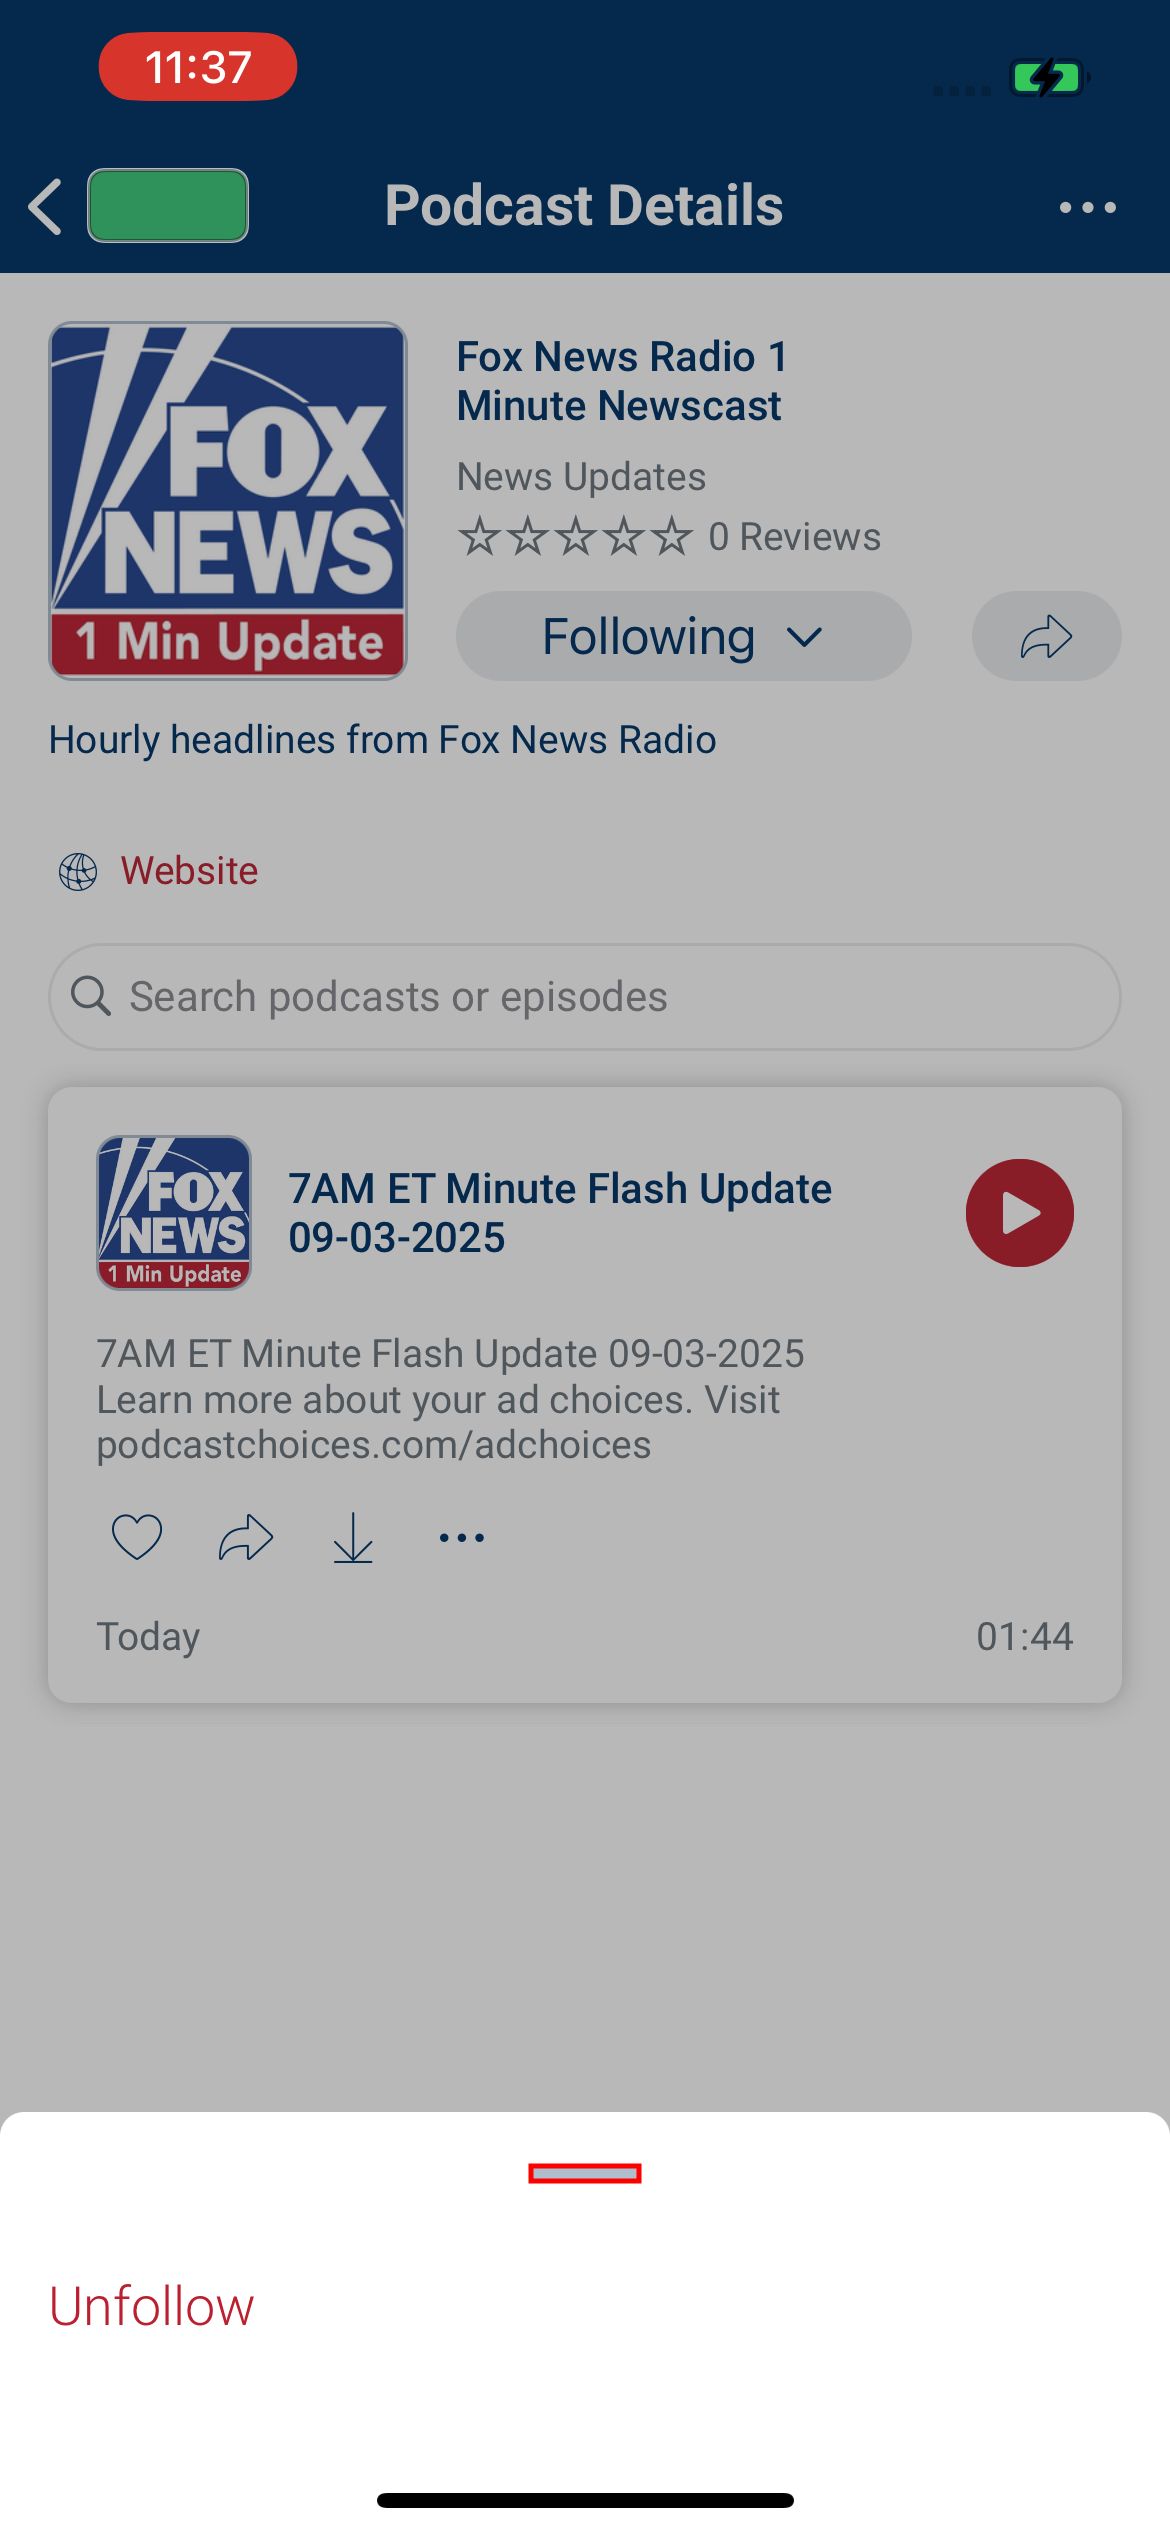 11:37
Podcast Details
FOX
NEWS
1 Min Update
Fox News Radio 1
Minute Newscast
News Updates
0 Reviews
Following
Hourly headlines from Fox News Radio
Website
Search podcasts or episodes
FOX
NEWS
1 Min Update
7AM ET Minute Flash Update
09-03-2025
7AM ET Minute Flash Update 09-03-2025
Learn more about your ad choices. Visit
podcastchoices.com/adchoices
Today
01:44
Unfollow